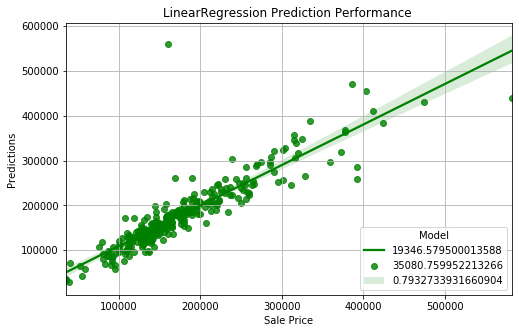 LinearRegression Prediction Performance
600000
500000
400000
300000
200000
100000
Predictions
Model
19346.579500013588
35080.759952213266
0.7932733931660904
100000 200000 300000 400000 500000
Sale Price